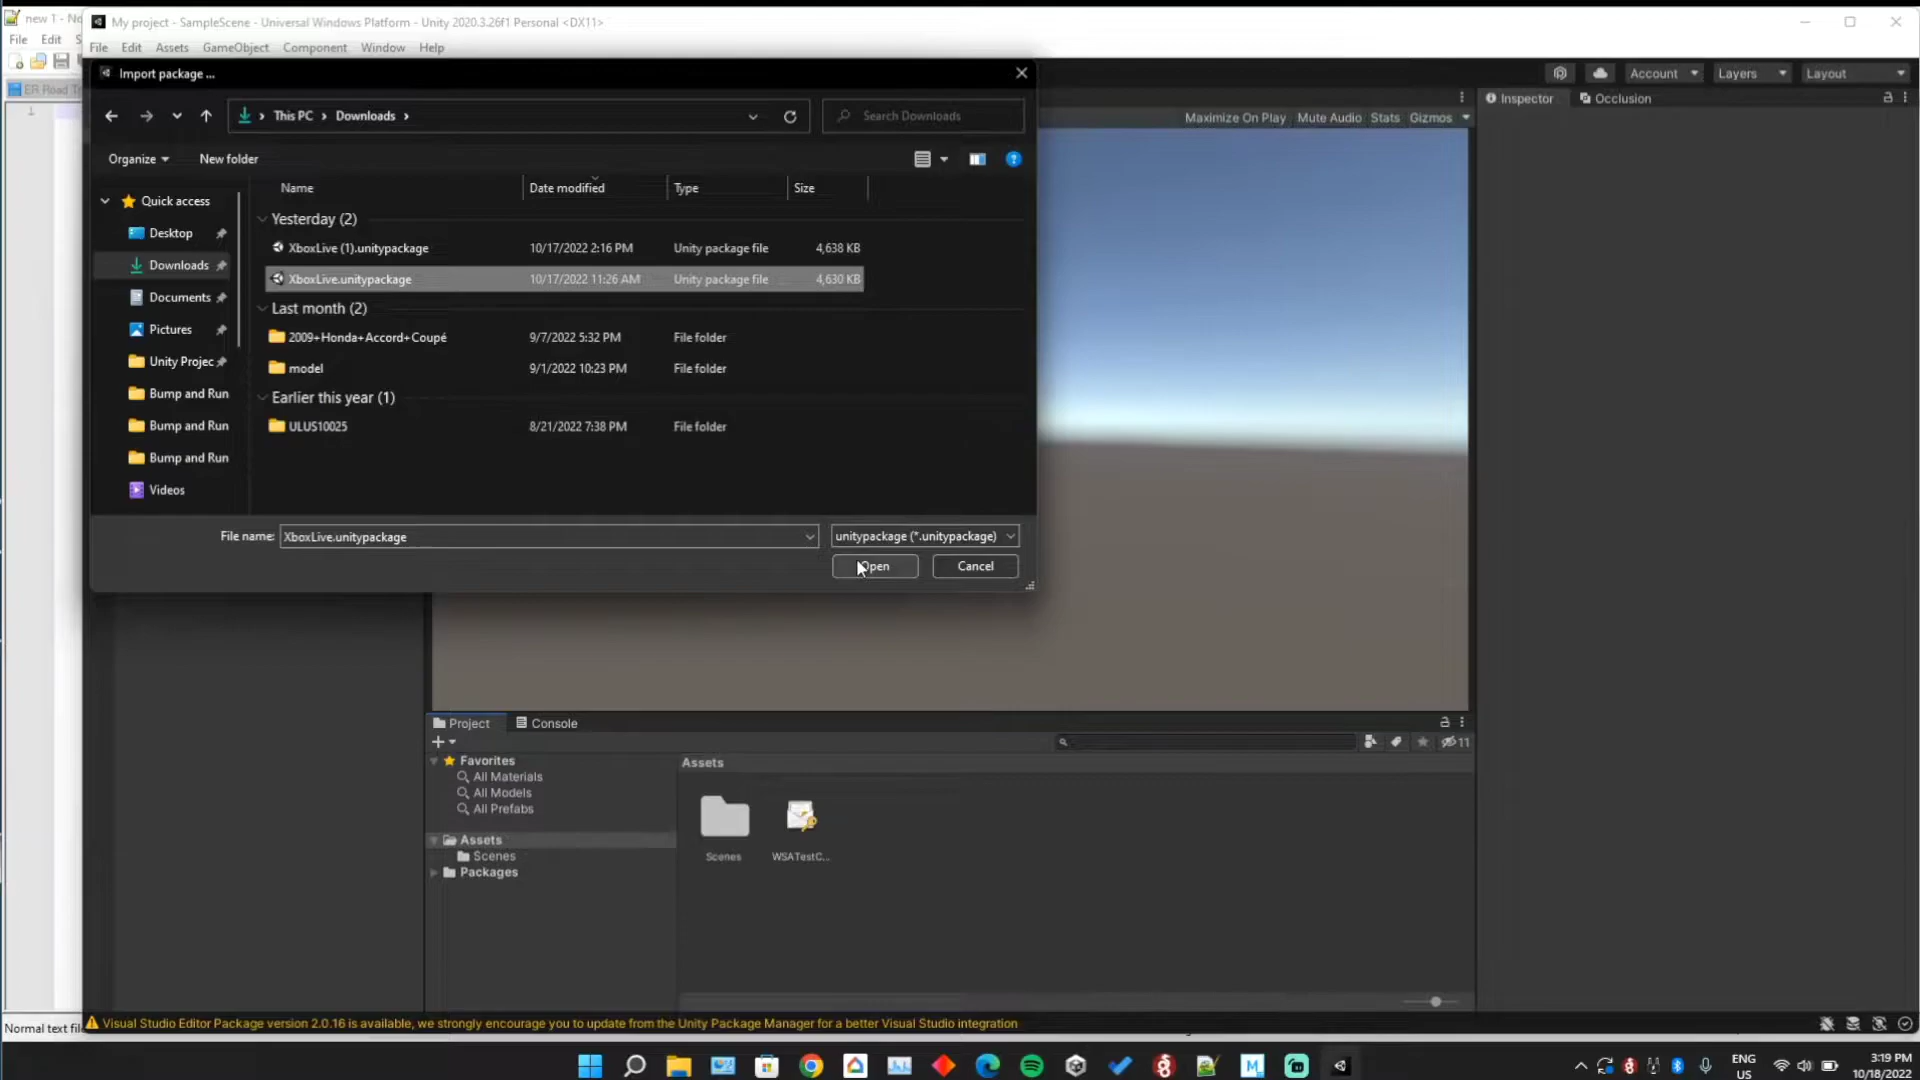 new 1 - No
File Edit S
ER Road Tr
1
Normal text file
My project - SampleScene - Universal Windows Platform - Unity 2020.3.26f1 Personal <DX11>
File Edit Assets GameObject Component Window Help
Account Layers Layout
Import package ...
This PC > Downloads >
Search Downloads
Organize New folder
Name Date modified Type Size
Quick access
Desktop
Downloads
Documents
Pictures
Unity Projec
Bump and Run
Bump and Run
Bump and Run
Videos
Yesterday (2)
XboxLive (1).unitypackage 10/17/2022 2:16 PM Unity package file 4,638 KB
XboxLive.unitypackage 10/17/2022 11:26 AM Unity package file 4,630 KB
Last month (2)
2009+Honda+Accord+Coupé 9/7/2022 5:32 PM File folder
model 9/1/2022 10:23 PM File folder
Earlier this year (1)
ULUS10025 8/21/2022 7:38 PM File folder
File name: XboxLive.unitypackage unitypackage (*.unitypackage)
Open Cancel
Maximize On Play Mute Audio Stats Gizmos
Inspector Occlusion
Project Console
11
Favorites
All Materials
All Models
All Prefabs
Assets
Scenes
Packages
Assets
Scenes WSATestC...
Visual Studio Editor Package version 2.0.16 is available, we strongly encourage you to update from the Unity Package Manager for a better Visual Studio integration
ENG
US
3:19 PM
10/18/2022